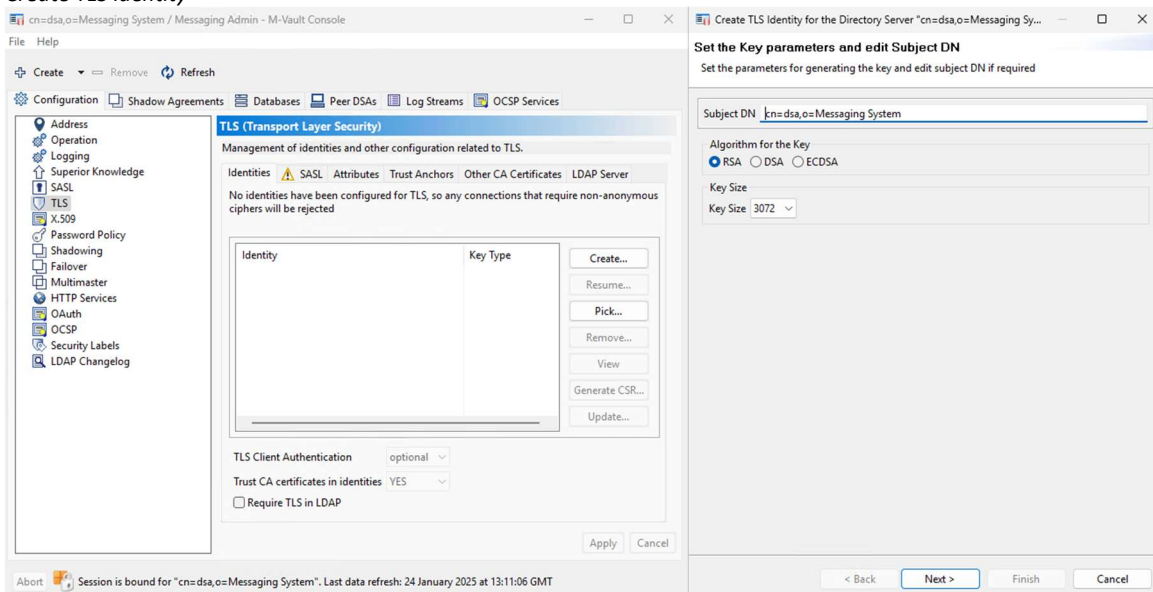 Create TLS Identity
cn=dsa,o=Messaging System / Messaging Admin - M-Vault Console
File Help
Create Remove Refresh
Configuration Shadow Agreements Databases Peer DSAs Log Streams OCSP Services
Address
Operation
Logging
Superior Knowledge
SASL
TLS
X.509
Password Policy
Shadowing
Failover
Multimaster
HTTP Services
OAuth
OCSP
Security Labels
LDAP Changelog
TLS (Transport Layer Security)
Management of identities and other configuration related to TLS.
Identities SASL Attributes Trust Anchors Other CA Certificates LDAP Server
No identities have been configured for TLS, so any connections that require non-anonymous
ciphers will be rejected
Identity Key Type
Create...
Resume...
Pick...
Remove...
View
Generate CSR...
Update...
TLS Client Authentication optional
Trust CA certificates in identities YES
Require TLS in LDAP
Apply Cancel
Abort Session is bound for "cn=dsa,o=Messaging System". Last data refresh: 24 January 2025 at 13:11:06 GMT
Create TLS Identity for the Directory Server "cn=dsa,o=Messaging Sy...
Set the Key parameters and edit Subject DN
Set the parameters for generating the key and edit subject DN if required
Subject DN cn=dsa,o=Messaging System
Algorithm for the Key
RSA DSA ECDSA
Key Size
Key Size 3072
< Back Next > Finish Cancel